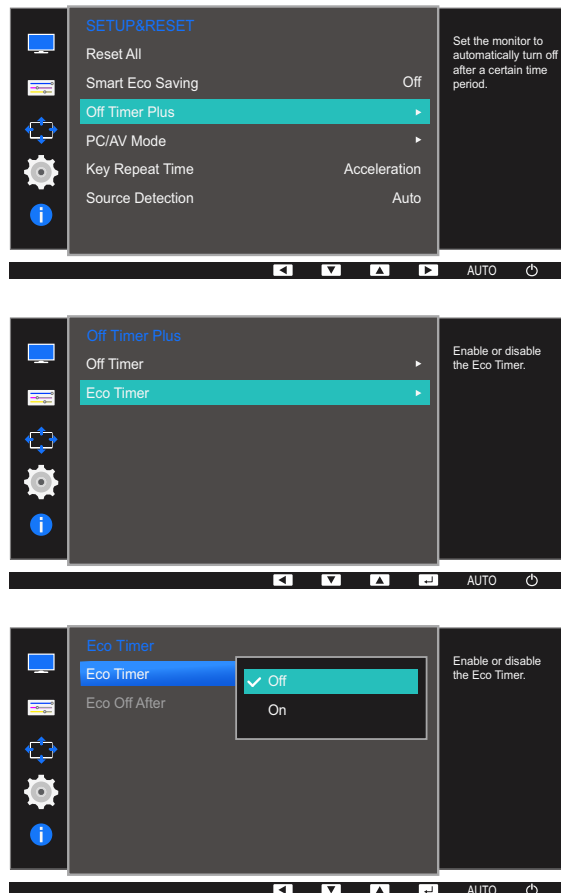 SETUP&RESET
Reset All
Smart Eco Saving Off
Off Timer Plus
PC/AV Mode
Key Repeat Time Acceleration
Source Detection Auto
Set the monitor to
automatically turn off
after a certain time
period.
AUTO
Off Timer Plus
Off Timer
Eco Timer
Enable or disable
the Eco Timer.
AUTO
Eco Timer
Eco Timer
Off
Eco Off After
On
Enable or disable
the Eco Timer.
AUTO